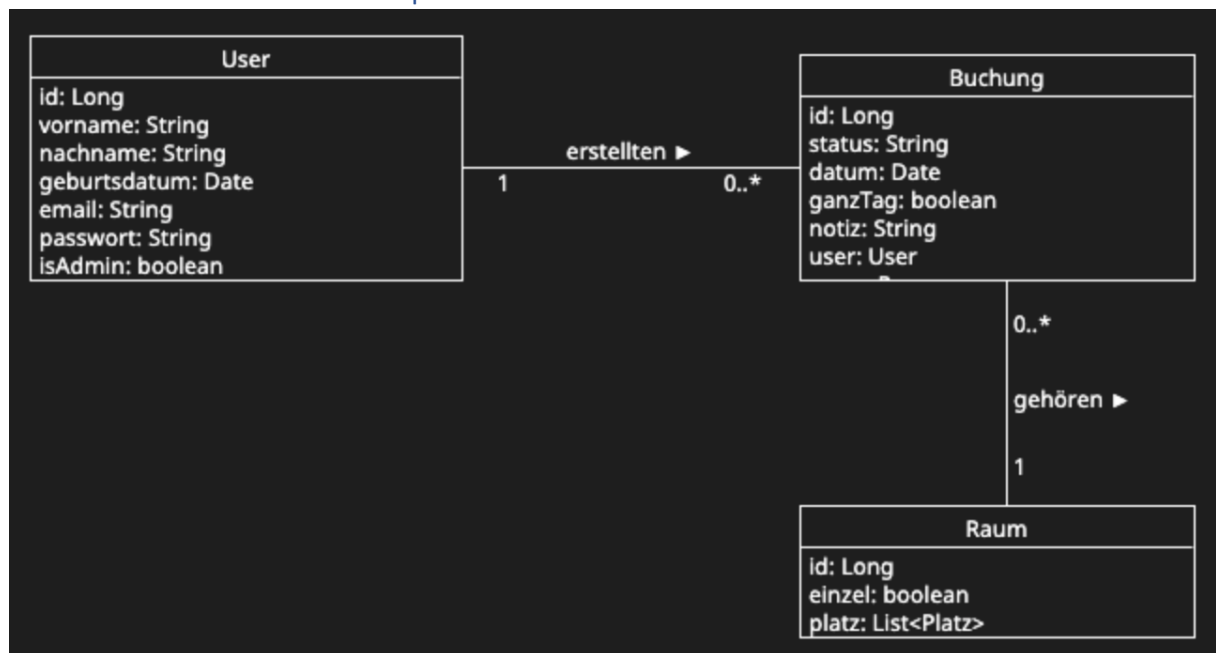 User
id: Long
vorname: String
nachname: String
geburtsdatum: Date
email: String
passwort: String
isAdmin: boolean
erstellten ►
1
0..*
Buchung
id: Long
status: String
datum: Date
ganzTag: boolean
notiz: String
user: User
0..*
gehören ►
1
Raum
id: Long
einzel: boolean
platz: List<Platz>